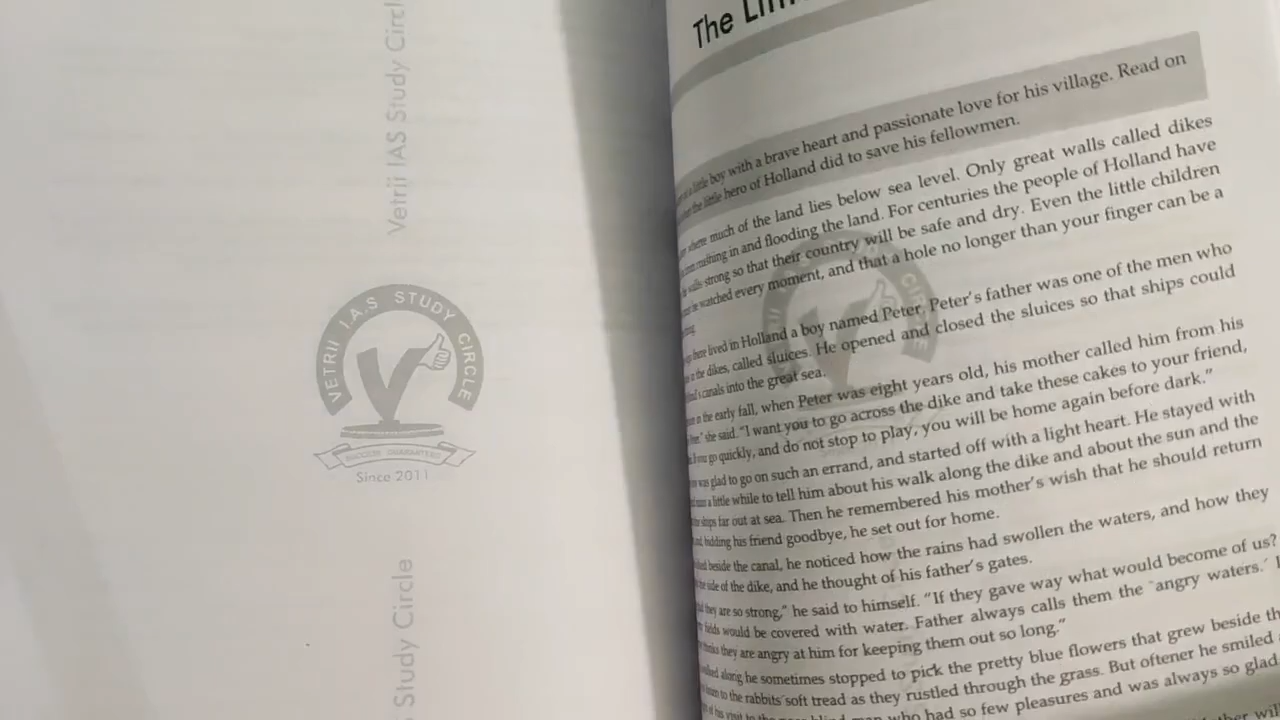 Vetrii IAS Study Circl
VETRII I.A.S STUDY CIRCLE
SUCCESS GUARANTEED
Since 2011
Study Circle
The
little boy with a brave heart and passionate love for his village. Read on
the little hero of Holland did to save his fellowmen.
where much of the land lies below sea level. Only great walls called dikes
rushing in and flooding the land. For centuries the people of Holland have
walls strong so that their country will be safe and dry. Even the little children
watched every moment, and that a hole no longer than your finger can be a
there lived in Holland a boy named Peter. Peter's father was one of the men who
in the dikes, called sluices. He opened and closed the sluices so that ships could
canals into the great sea.
in the early fall, when Peter was eight years old, his mother called him from his
she said. “I want you to go across the dike and take these cakes to your friend,
you go quickly, and do not stop to play, you will be home again before dark.”
was glad to go on such an errand, and started off with a light heart. He stayed with
a little while to tell him about his walk along the dike and about the sun and the
ships far out at sea. Then he remembered his mother's wish that he should return
bidding his friend goodbye, he set out for home.
beside the canal, he noticed how the rains had swollen the waters, and how they
side of the dike, and he thought of his father's gates.
they are so strong,” he said to himself. “If they gave way what would become of us?
fields would be covered with water. Father always calls them the “angry waters.’ I
thinks they are angry at him for keeping them out so long.”
along he sometimes stopped to pick the pretty blue flowers that grew beside th
to the rabbits' soft tread as they rustled through the grass. But oftener he smiled
of his visit to the poor blind man who had so few pleasures and was always so glad